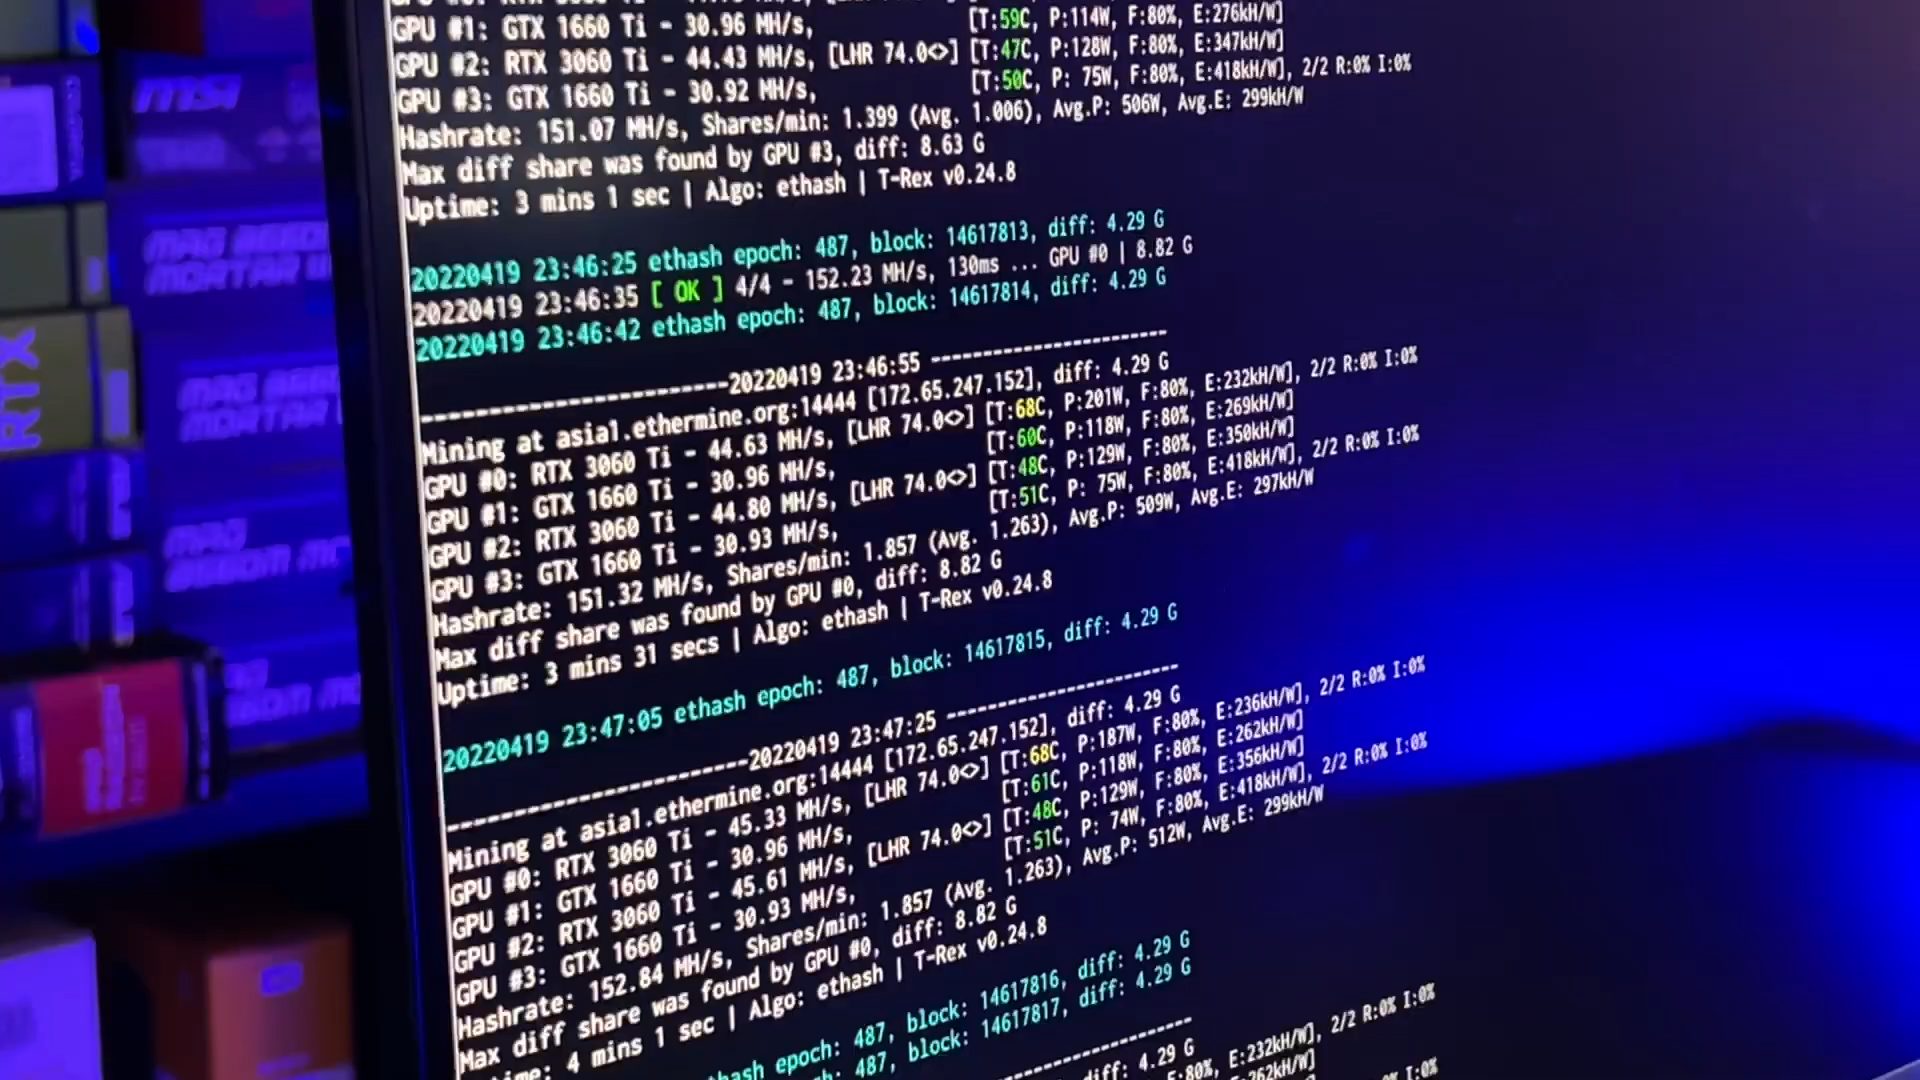 GPU #1: GTX 1660 Ti - 30.96 MH/s, [T:59C, P:114W, F:80%, E:276kH/W]
GPU #2: RTX 3060 Ti - 44.43 MH/s, [LHR 74.0<>] [T:47C, P:128W, F:80%, E:347kH/W]
GPU #3: GTX 1660 Ti - 30.92 MH/s, [T:50C, P: 75W, F:80%, E:418kH/W], 2/2 R:0% I:0%
Hashrate: 151.07 MH/s, Shares/min: 1.399 (Avg. 1.006), Avg.P: 506W, Avg.E: 299kH/W
Max diff share was found by GPU #3, diff: 8.63 G
Uptime: 3 mins 1 sec | Algo: ethash | T-Rex v0.24.8
20220419 23:46:25 ethash epoch: 487, block: 14617813, diff: 4.29 G
20220419 23:46:35 [ OK ] 4/4 - 152.23 MH/s, 130ms ... GPU #0 | 8.82 G
20220419 23:46:42 ethash epoch: 487, block: 14617814, diff: 4.29 G
-----------------------20220419 23:46:55 -----------------------
Mining at asia1.ethermine.org:14444 [172.65.247.152], diff: 4.29 G
GPU #0: RTX 3060 Ti - 44.63 MH/s, [LHR 74.0<>] [T:68C, P:201W, F:80%, E:232kH/W], 2/2 R:0% I:0%
GPU #1: GTX 1660 Ti - 30.96 MH/s, [T:60C, P:118W, F:80%, E:269kH/W]
GPU #2: RTX 3060 Ti - 44.80 MH/s, [LHR 74.0<>] [T:48C, P:129W, F:80%, E:350kH/W]
GPU #3: GTX 1660 Ti - 30.93 MH/s, [T:51C, P: 75W, F:80%, E:418kH/W], 2/2 R:0% I:0%
Hashrate: 151.32 MH/s, Shares/min: 1.857 (Avg. 1.263), Avg.P: 509W, Avg.E: 297kH/W
Max diff share was found by GPU #0, diff: 8.82 G
Uptime: 3 mins 31 secs | Algo: ethash | T-Rex v0.24.8
20220419 23:47:05 ethash epoch: 487, block: 14617815, diff: 4.29 G
-----------------------20220419 23:47:25 -----------------------
Mining at asia1.ethermine.org:14444 [172.65.247.152], diff: 4.29 G
GPU #0: RTX 3060 Ti - 45.33 MH/s, [LHR 74.0<>] [T:68C, P:187W, F:80%, E:236kH/W], 2/2 R:0% I:0%
GPU #1: GTX 1660 Ti - 30.96 MH/s, [T:61C, P:118W, F:80%, E:262kH/W]
GPU #2: RTX 3060 Ti - 45.61 MH/s, [LHR 74.0<>] [T:48C, P:129W, F:80%, E:356kH/W]
GPU #3: GTX 1660 Ti - 30.93 MH/s, [T:51C, P: 74W, F:80%, E:418kH/W], 2/2 R:0% I:0%
Hashrate: 152.84 MH/s, Shares/min: 1.857 (Avg. 1.263), Avg.P: 512W, Avg.E: 299kH/W
Max diff share was found by GPU #0, diff: 8.82 G
4 mins 1 sec | Algo: ethash | T-Rex v0.24.8
epoch: 487, block: 14617816, diff: 4.29 G
487, block: 14617817, diff: 4.29 G
4.29 G
F:80%, E:232kH/W], 2/2 R:0% I:0%
I:0%
MSI
MAG
MORTAR
MAG
MORTAR
RTX
MAG